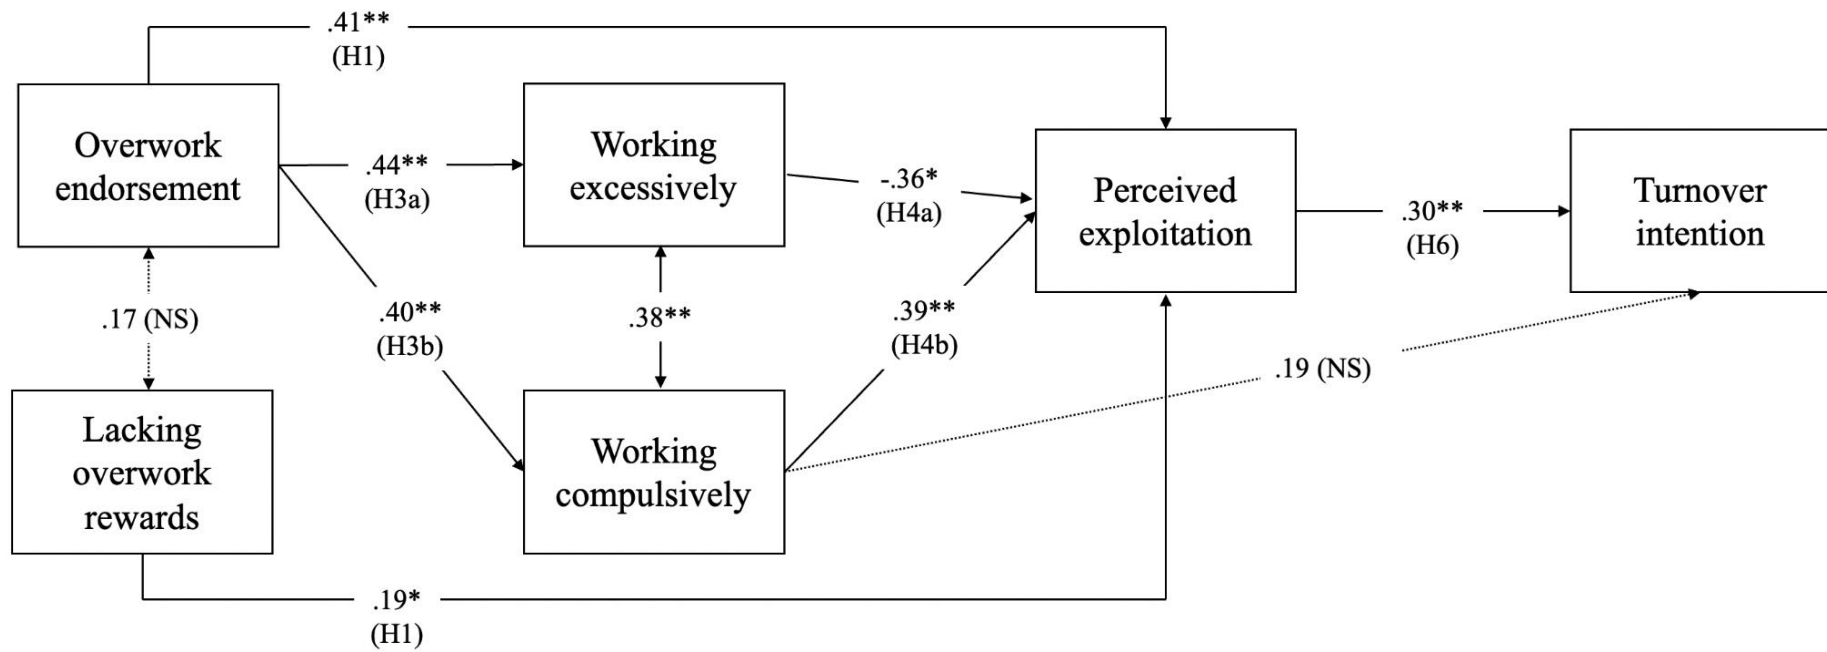 .41**
(H1)
Overwork
endorsement
.44**
(H3a)
Working
excessively
-.36*
(H4a)
Perceived
exploitation
.30**
(H6)
Turnover
intention
.17 (NS)
.40**
(H3b)
.38**
.39**
(H4b)
.19 (NS)
Lacking
overwork
rewards
Working
compulsively
.19*
(H1)